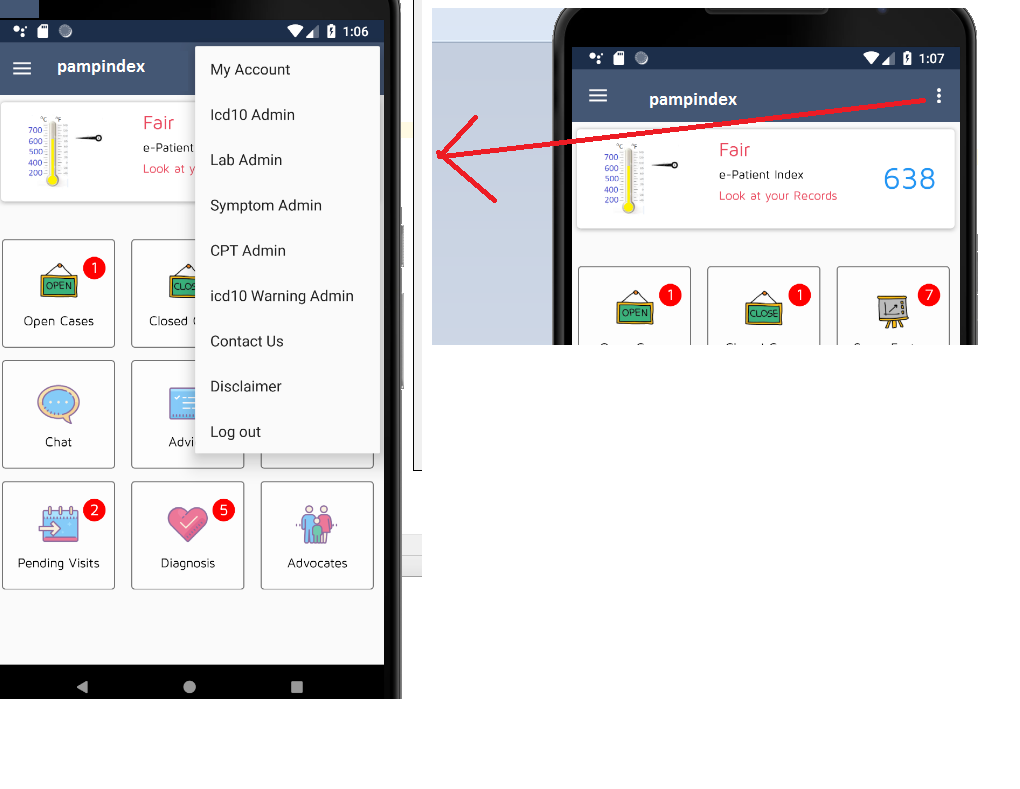 1:06
pampindex
My Account
Icd10 Admin
Lab Admin
Symptom Admin
CPT Admin
icd10 Warning Admin
Contact Us
Disclaimer
Log out
°C °F
700
600
500
400
200
Fair
e-Patient
Look at y
OPEN
1
Open Cases
CLOS
Closed
Chat
Advi
2
Pending Visits
5
Diagnosis
Advocates
1:07
pampindex
°C °F
700
600
500
400
200
Fair
e-Patient Index
Look at your Records
638
OPEN
1
CLOSE
1
7